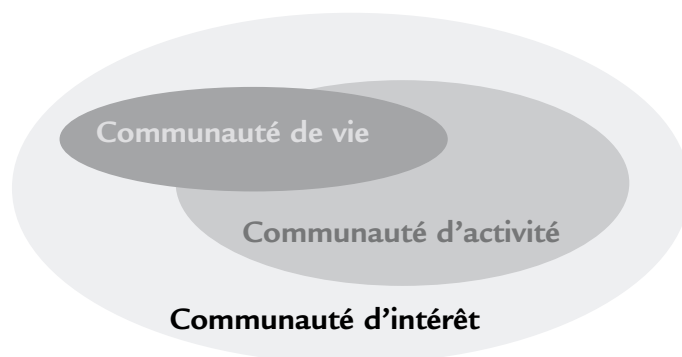 Communauté de vie
Communauté d’activité
Communauté d’intérêt